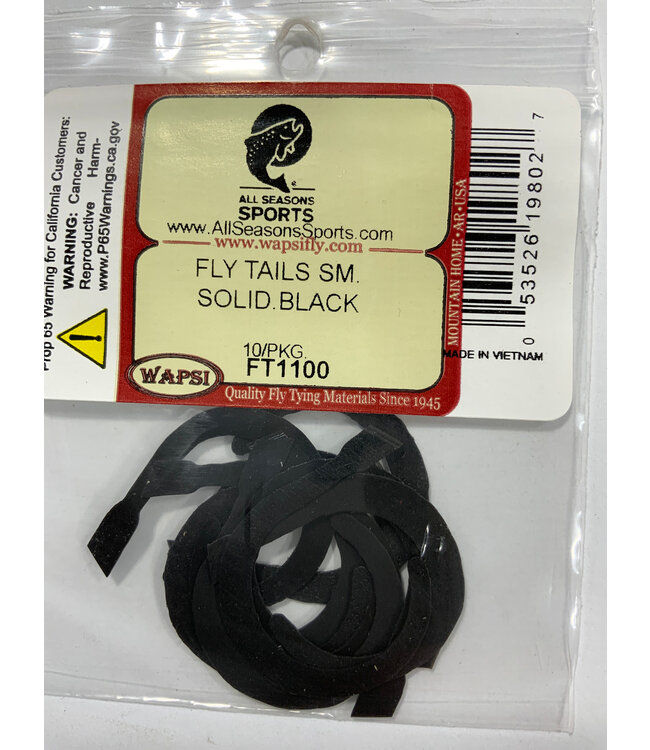 Prop 65 Warning for California Customers:
WARNING: Cancer and
Reproductive Harm-
www.P65Warnings.ca.gov
ALL SEASONS
SPORTS
www.AllSeasonsSports.com
www.wapsifly.com
FLY TAILS SM.
SOLID.BLACK
10/PKG.
FT1100
WAPSI
Quality Fly Tying Materials Since 1945
MOUNTAIN HOME•AR•USA
0 53526 19802 7
MADE IN VIETNAM